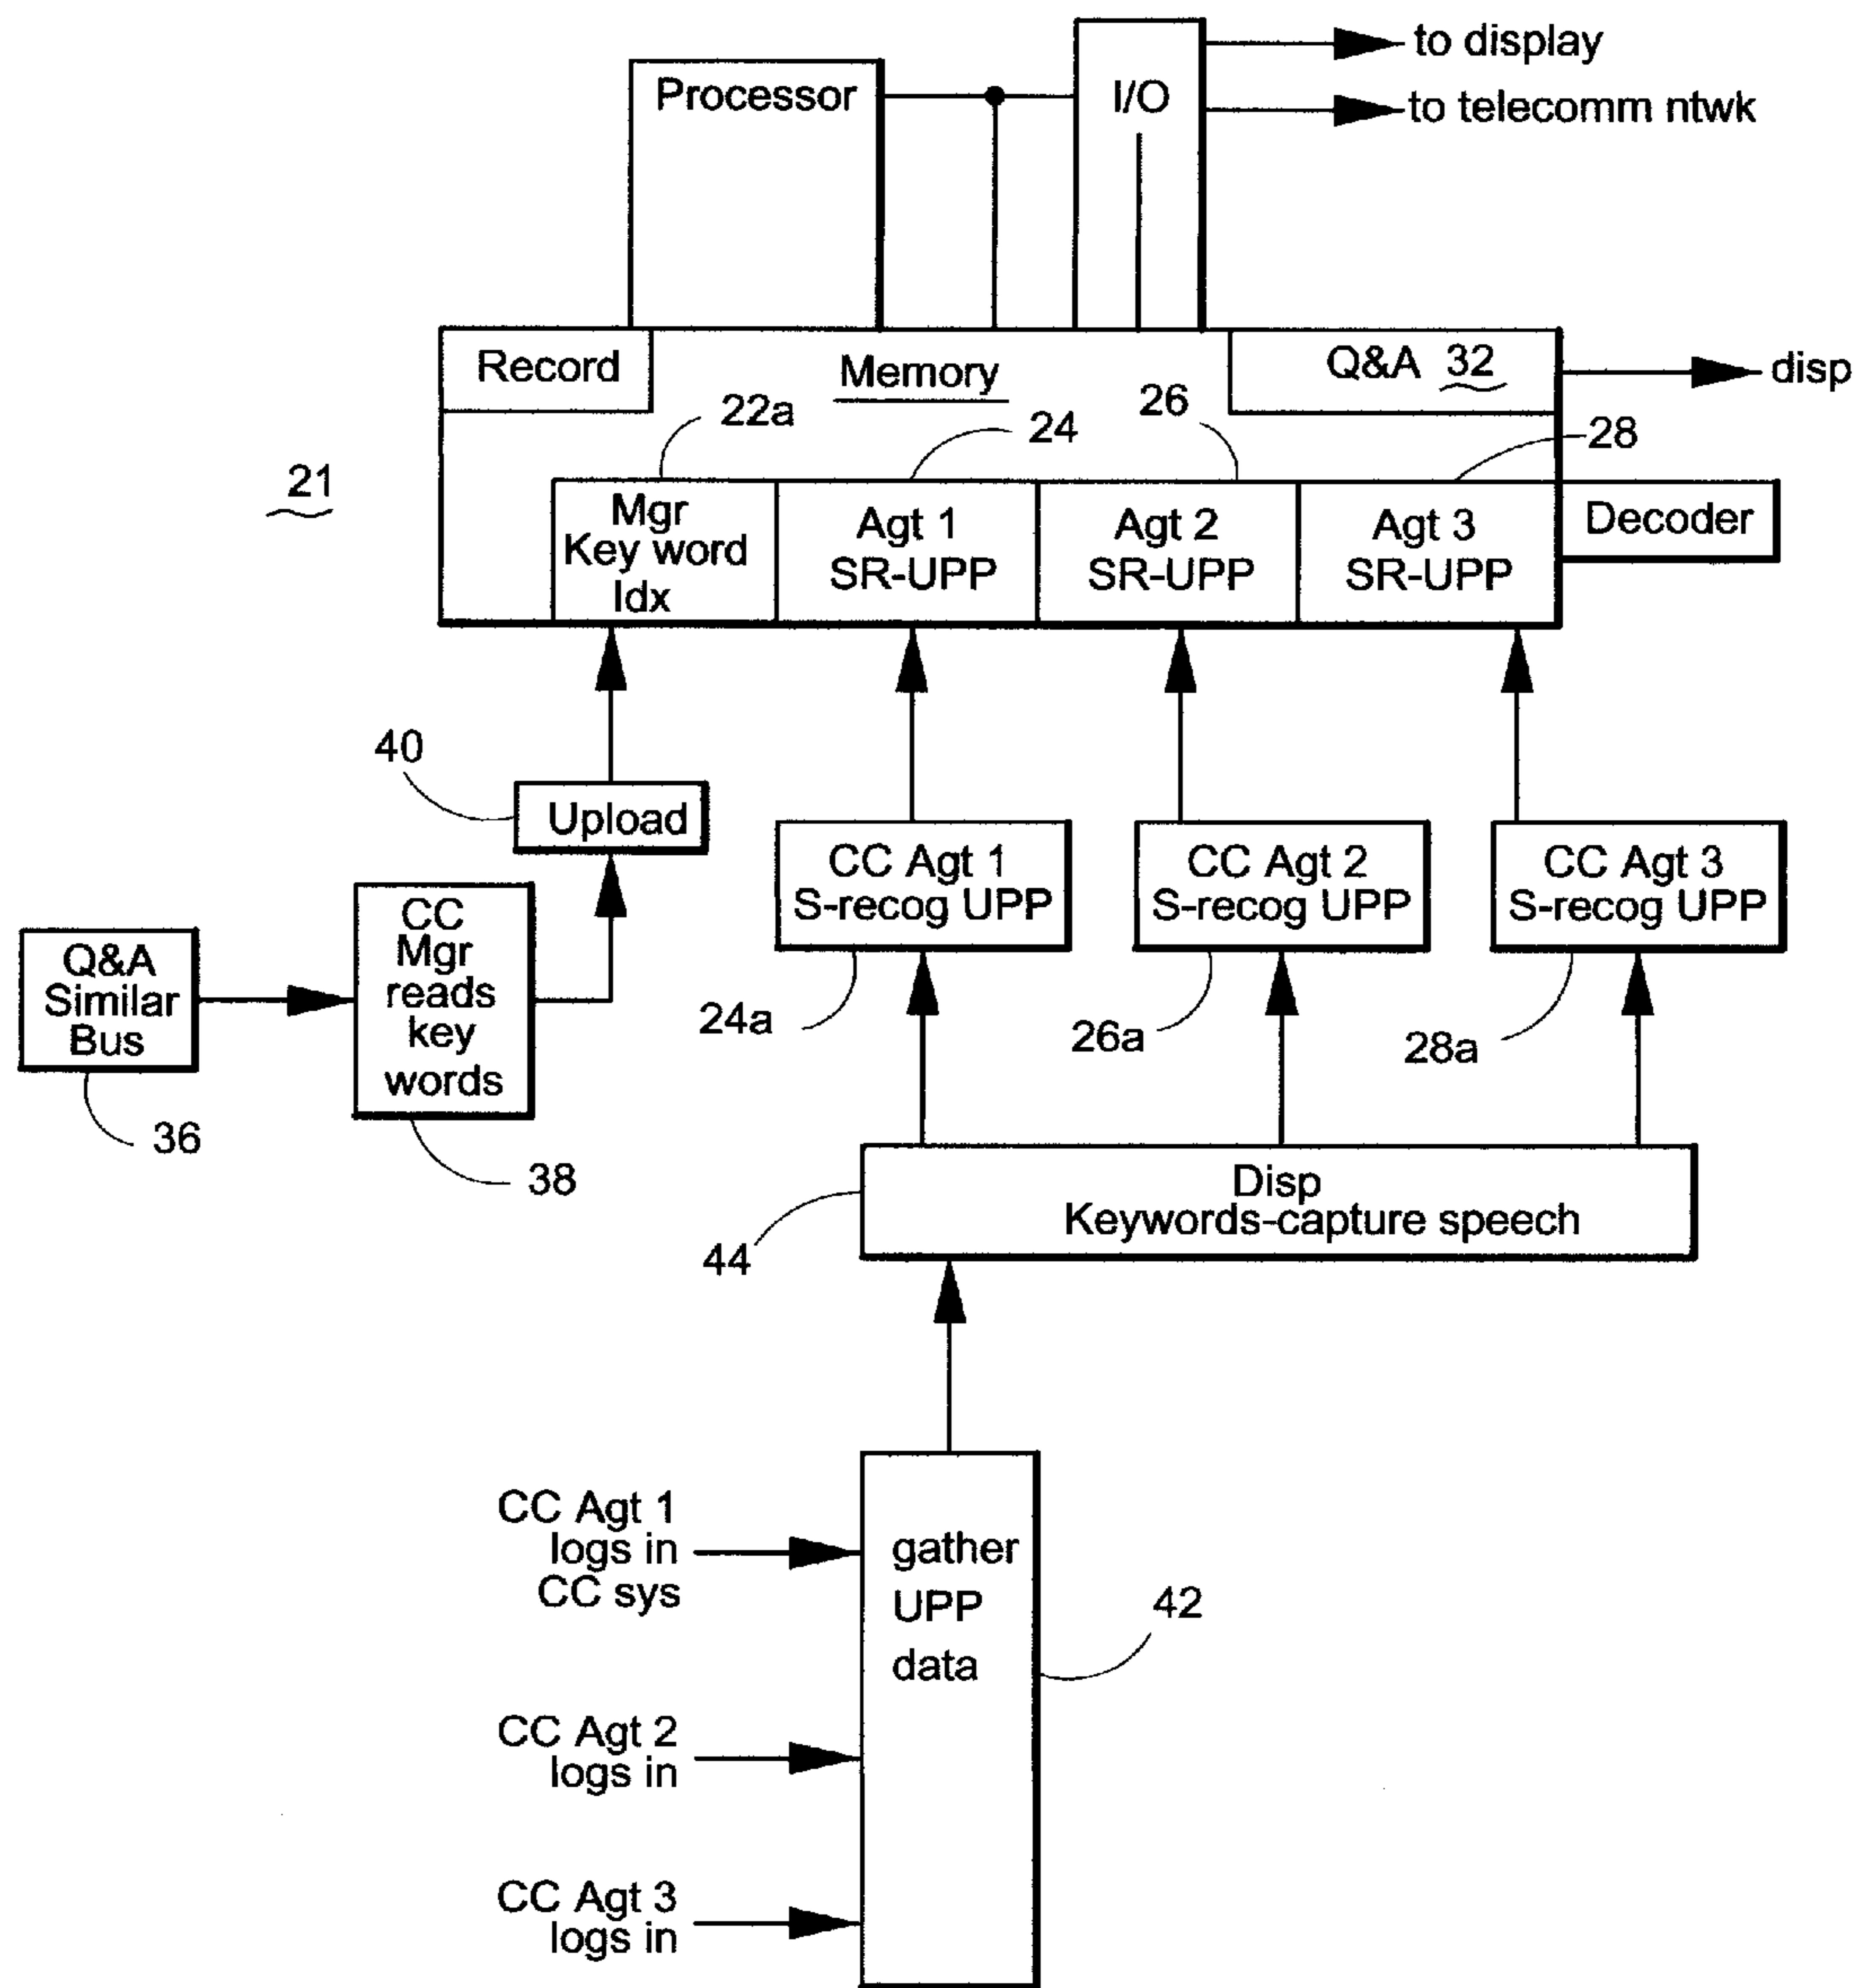 to display
Processor
I/O
to telecomm ntwk
Record
Memory
Q&A 32
disp
22a
24
26
28
21
Mgr
Key word
Idx
Agt 1
SR-UPP
Agt 2
SR-UPP
Agt 3
SR-UPP
Decoder
40
Upload
CC Agt 1
S-recog UPP
CC Agt 2
S-recog UPP
CC Agt 3
S-recog UPP
Q&A
Similar
Bus
CC
Mgr
reads
key
words
24a
26a
28a
36
38
Disp
Keywords-capture speech
44
CC Agt 1
logs in
CC sys
gather
UPP
data
42
CC Agt 2
logs in
CC Agt 3
logs in